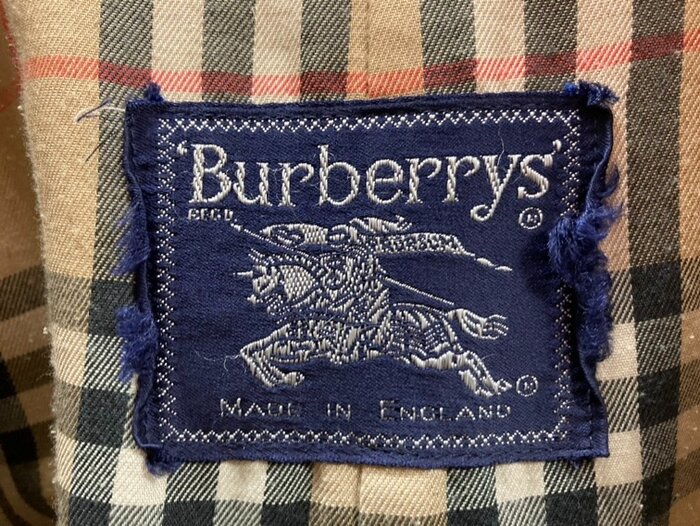 'Burberrys'
REGD. ®
®
MADE IN ENGLAND